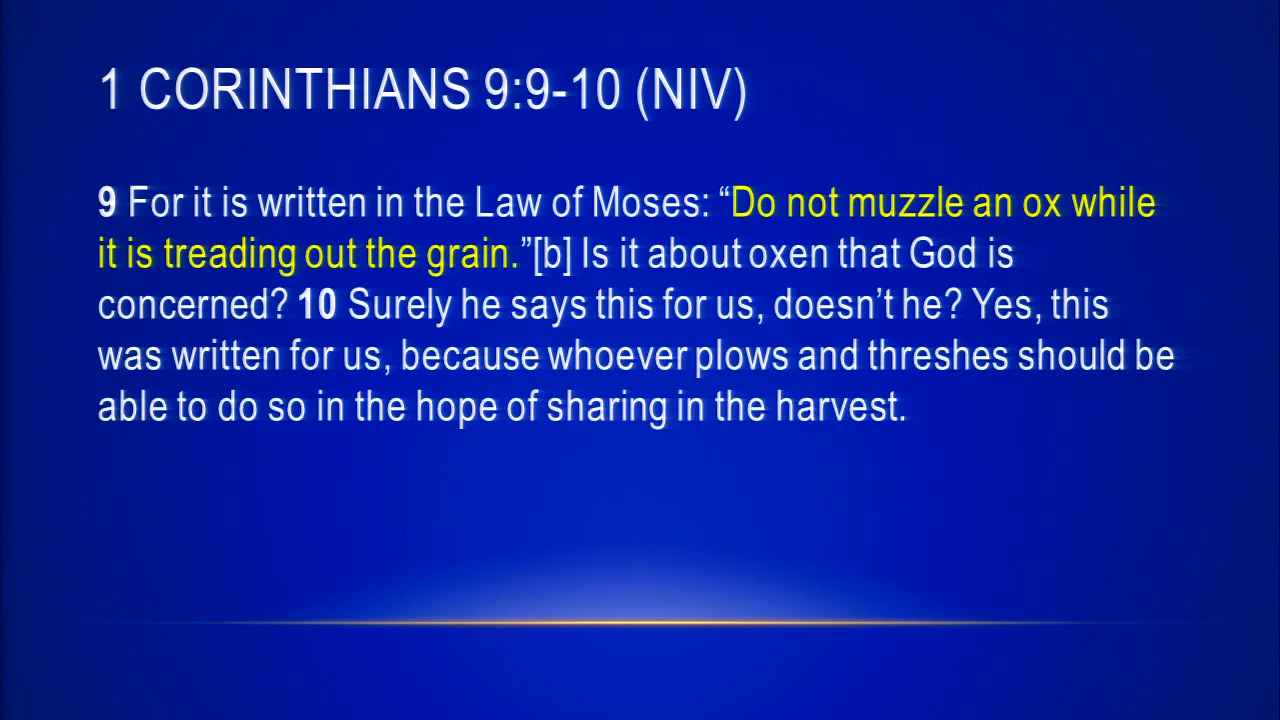 1 CORINTHIANS 9:9-10 (NIV)
9 For it is written in the Law of Moses: “Do not muzzle an ox while
it is treading out the grain.”[b] Is it about oxen that God is
concerned? 10 Surely he says this for us, doesn’t he? Yes, this
was written for us, because whoever plows and threshes should be
able to do so in the hope of sharing in the harvest.